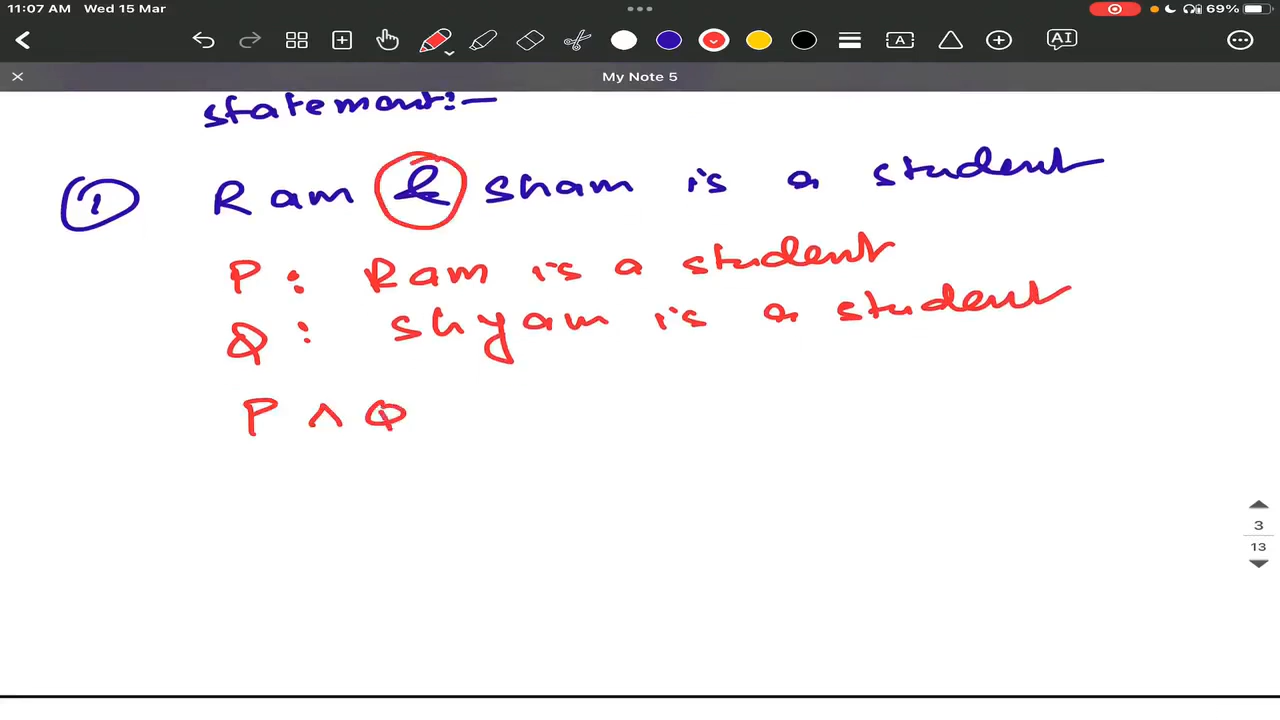 11:07 AM Wed 15 Mar
69%
A
AI
My Note 5
statement:-
1 Ram & sham is a student
P : Ram is a student
Q : Shyam is a student
P ∧ Q
3
13